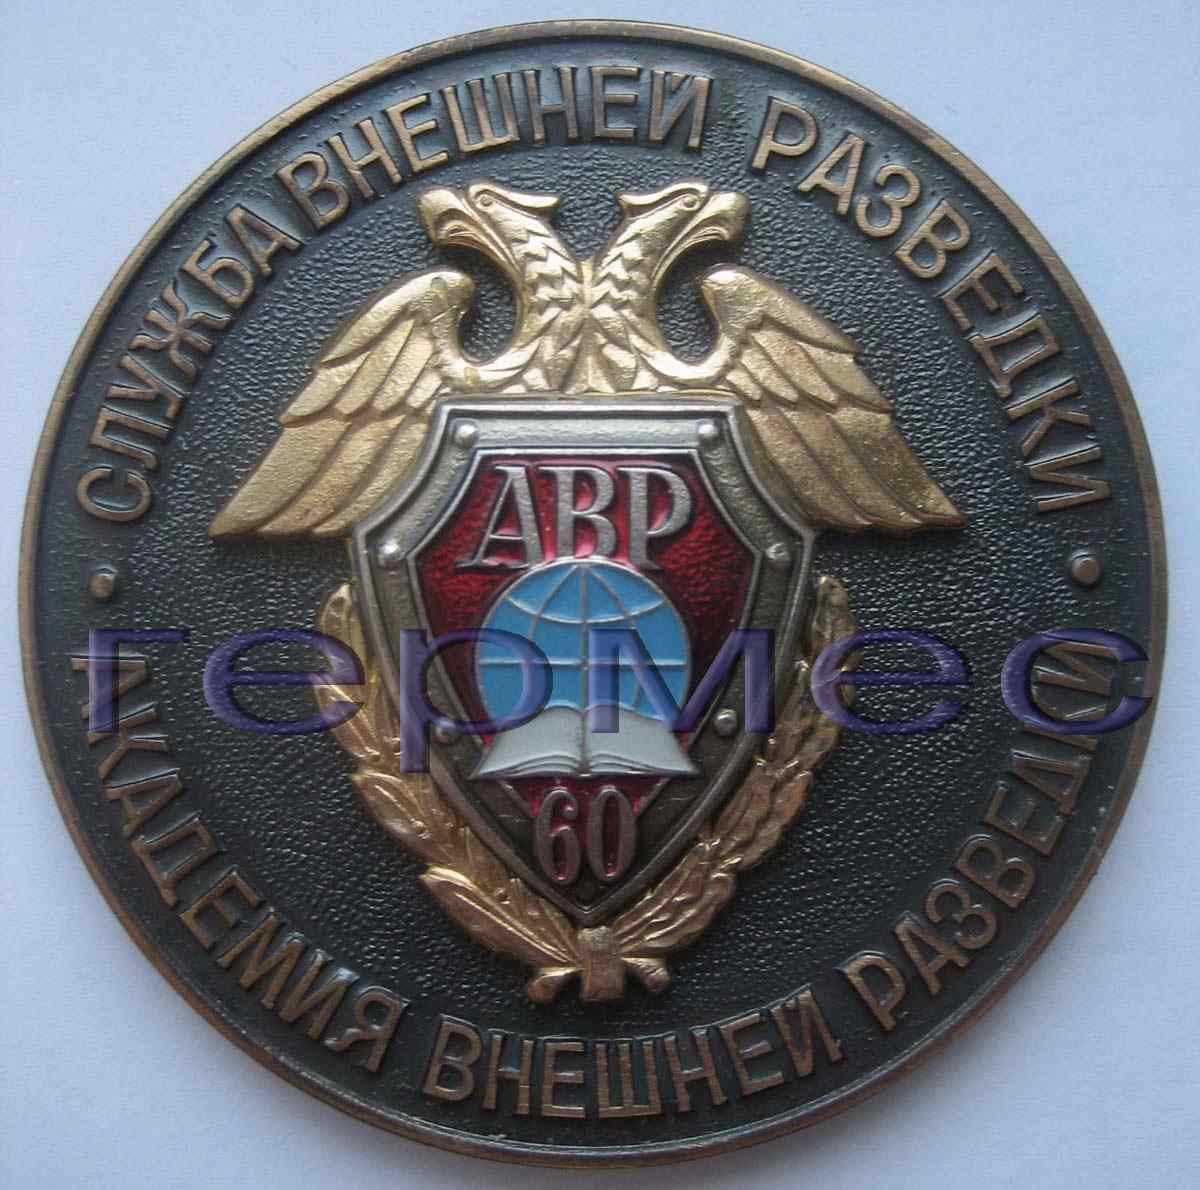 СЛУЖБА ВНЕШНЕЙ РАЗВЕДКИ
АВР
гермес
60
АКАДЕМИЯ ВНЕШНЕЙ РАЗВЕДКИ